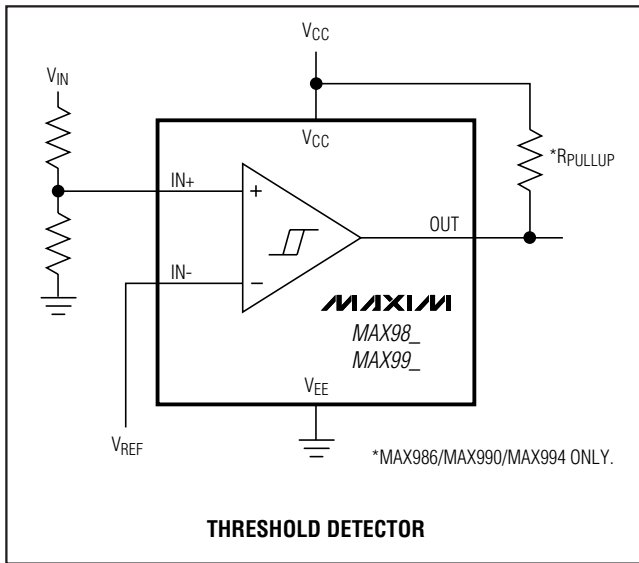 VCC
VIN
VCC
*RPULLUP
IN+
+
OUT
IN-
−
MAXIM
MAX98_
MAX99_
VEE
VREF
*MAX986/MAX990/MAX994 ONLY.
THRESHOLD DETECTOR